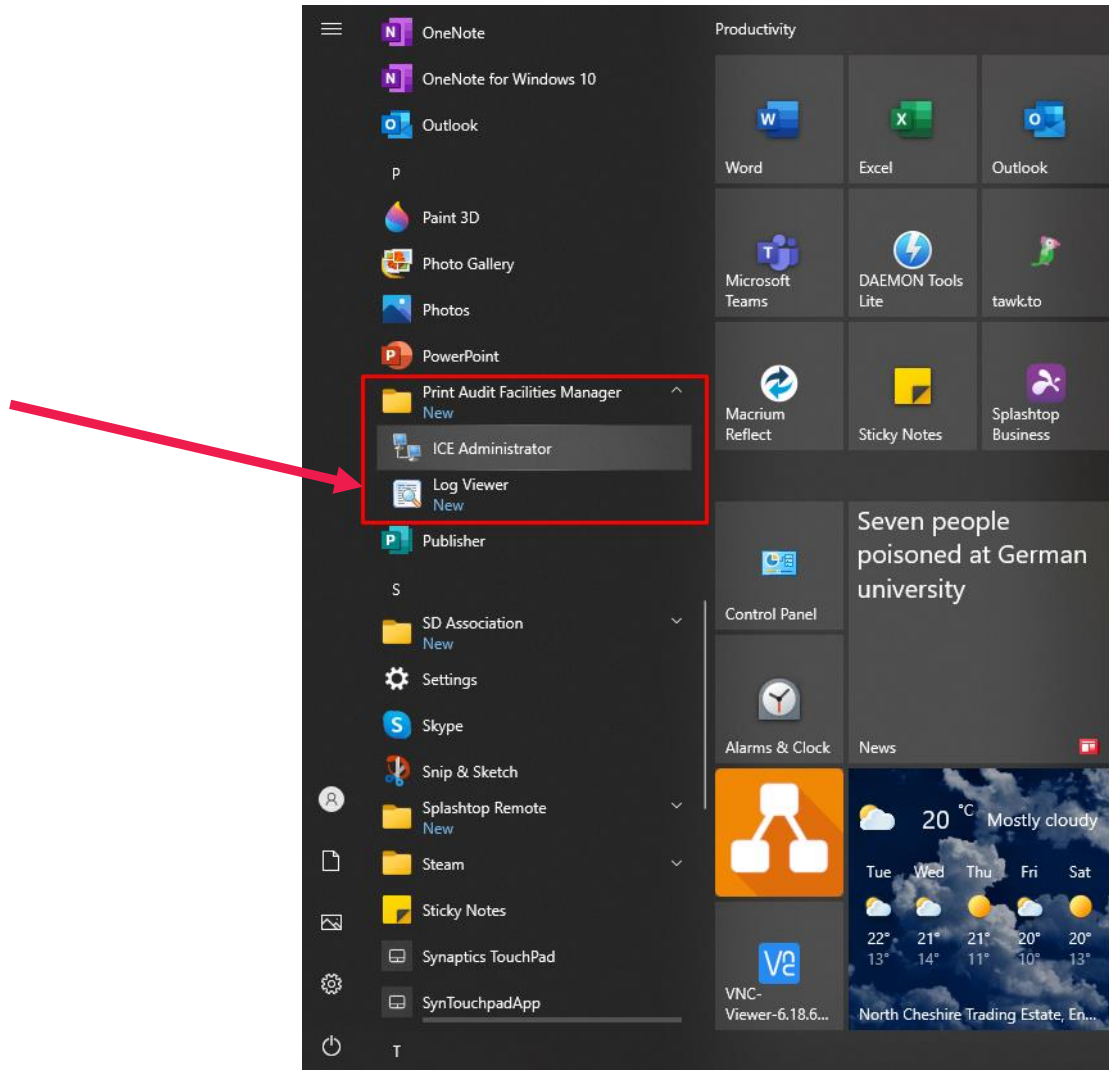 OneNote
OneNote for Windows 10
Outlook
P
Paint 3D
Photo Gallery
Photos
PowerPoint
Print Audit Facilities Manager
New
ICE Administrator
Log Viewer
New
Publisher
S
SD Association
New
Settings
Skype
Snip & Sketch
Splashtop Remote
New
Steam
Sticky Notes
Synaptics TouchPad
SynTouchpadApp
T
Productivity
Word
Excel
Outlook
Microsoft
Teams
DAEMON Tools
Lite
tawk.to
Macrium
Reflect
Sticky Notes
Splashtop
Business
Control Panel
Seven people
poisoned at German
university
News
Alarms & Clock
20 °C Mostly cloudy
Tue Wed Thu Fri Sat
22° 21° 21° 20° 20°
13° 14° 11° 10° 13°
North Cheshire Trading Estate, En...
VNC-
Viewer-6.18.6...